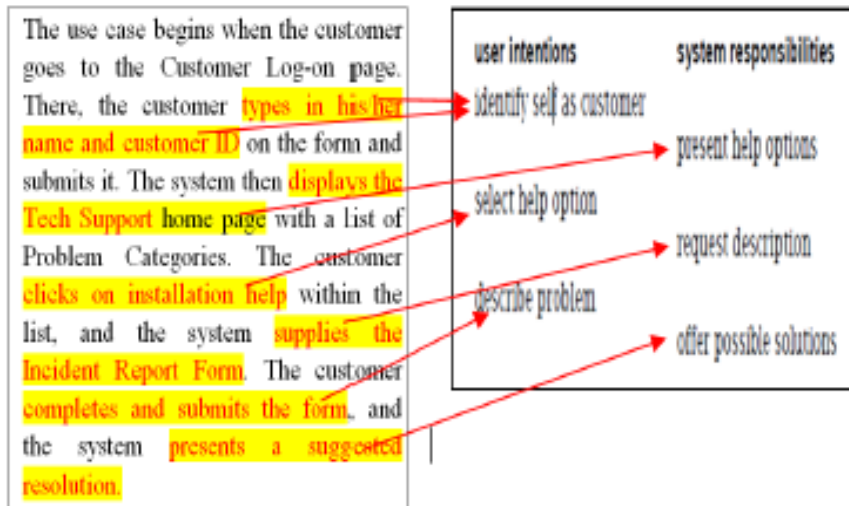 The use case begins when the customer
goes to the Customer Log-on page.
There, the customer types in his/her
name and customer ID on the form and
submits it. The system then displays the
Tech Support home page with a list of
Problem Categories. The customer
clicks on installation help within the
list, and the system supplies the
Incident Report Form. The customer
completes and submits the form, and
the system presents a suggested
resolution.
user intentions system responsibilities
identify self as customer
present help options
select help option
request description
describe problem
offer possible solutions